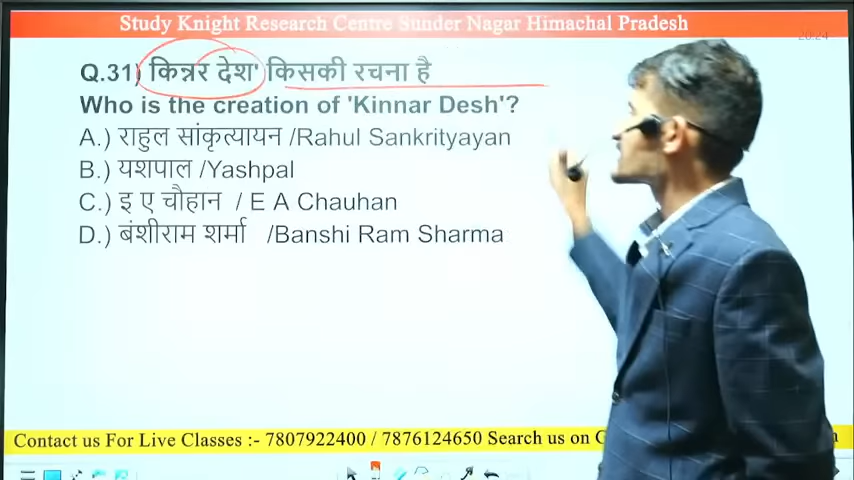 Study Knight Research Centre Sunder Nagar Himachal Pradesh
20:24
Q.31) किन्नर देश' किसकी रचना है
Who is the creation of 'Kinnar Desh'?
A.) राहुल सांकृत्यायन /Rahul Sankrityayan
B.) यशपाल /Yashpal
C.) इ ए चौहान / E A Chauhan
D.) बंशीराम शर्मा /Banshi Ram Sharma
Contact us For Live Classes :- 7807922400 / 7876124650 Search us on